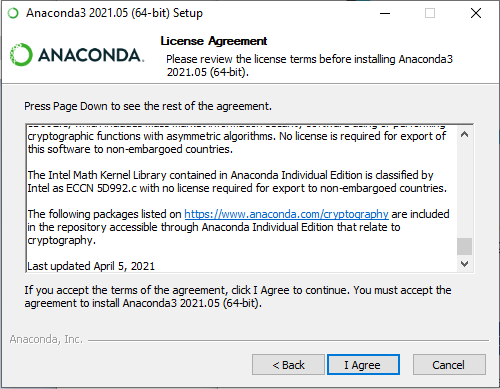 Anaconda3 2021.05 (64-bit) Setup
ANACONDA.
License Agreement
Please review the license terms before installing Anaconda3
2021.05 (64-bit).
Press Page Down to see the rest of the agreement.
cryptographic functions with asymmetric algorithms. No license is required for export of
this software to non-embargoed countries.
The Intel Math Kernel Library contained in Anaconda Individual Edition is classified by
Intel as ECCN 5D992.c with no license required for export to non-embargoed countries.
The following packages listed on https://www.anaconda.com/cryptography are included
in the repository accessible through Anaconda Individual Edition that relate to
cryptography.
Last updated April 5, 2021
If you accept the terms of the agreement, click I Agree to continue. You must accept the
agreement to install Anaconda3 2021.05 (64-bit).
Anaconda, Inc.
< Back
I Agree
Cancel